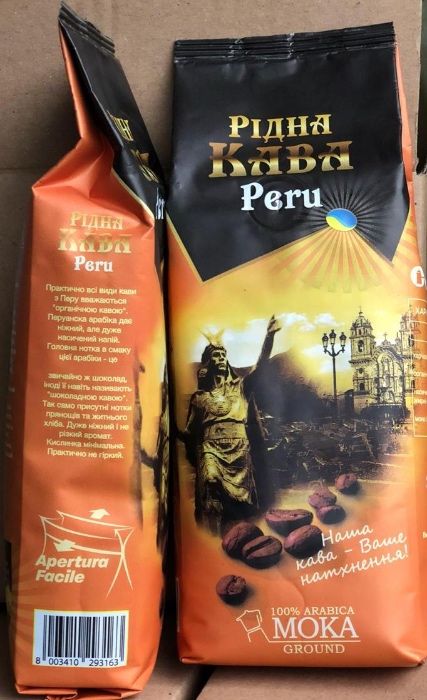 РІДНА
КАВА
Peru
Практично всі види кави
з Перу вважаються
"органічною кавою".
Перуанска арабіка дає
ніжний, але дуже
насичений напій.
Головна нотка в смаку
цієї арабіки - це
звичайно ж шоколад,
іноді її навіть називають
"шоколадною кавою".
Так само присутні нотки
прянощів та житнього
хліба. Дуже ніжний і не
різкий аромат.
Кислинка мінімальна.
Практично не гіркий.
Apertura
Facile
8 003410 293163
РІДНА
КАВА
Peru
Наша
кава - Ваше
натхнення!
100% ARABICA
MOKA
GROUND